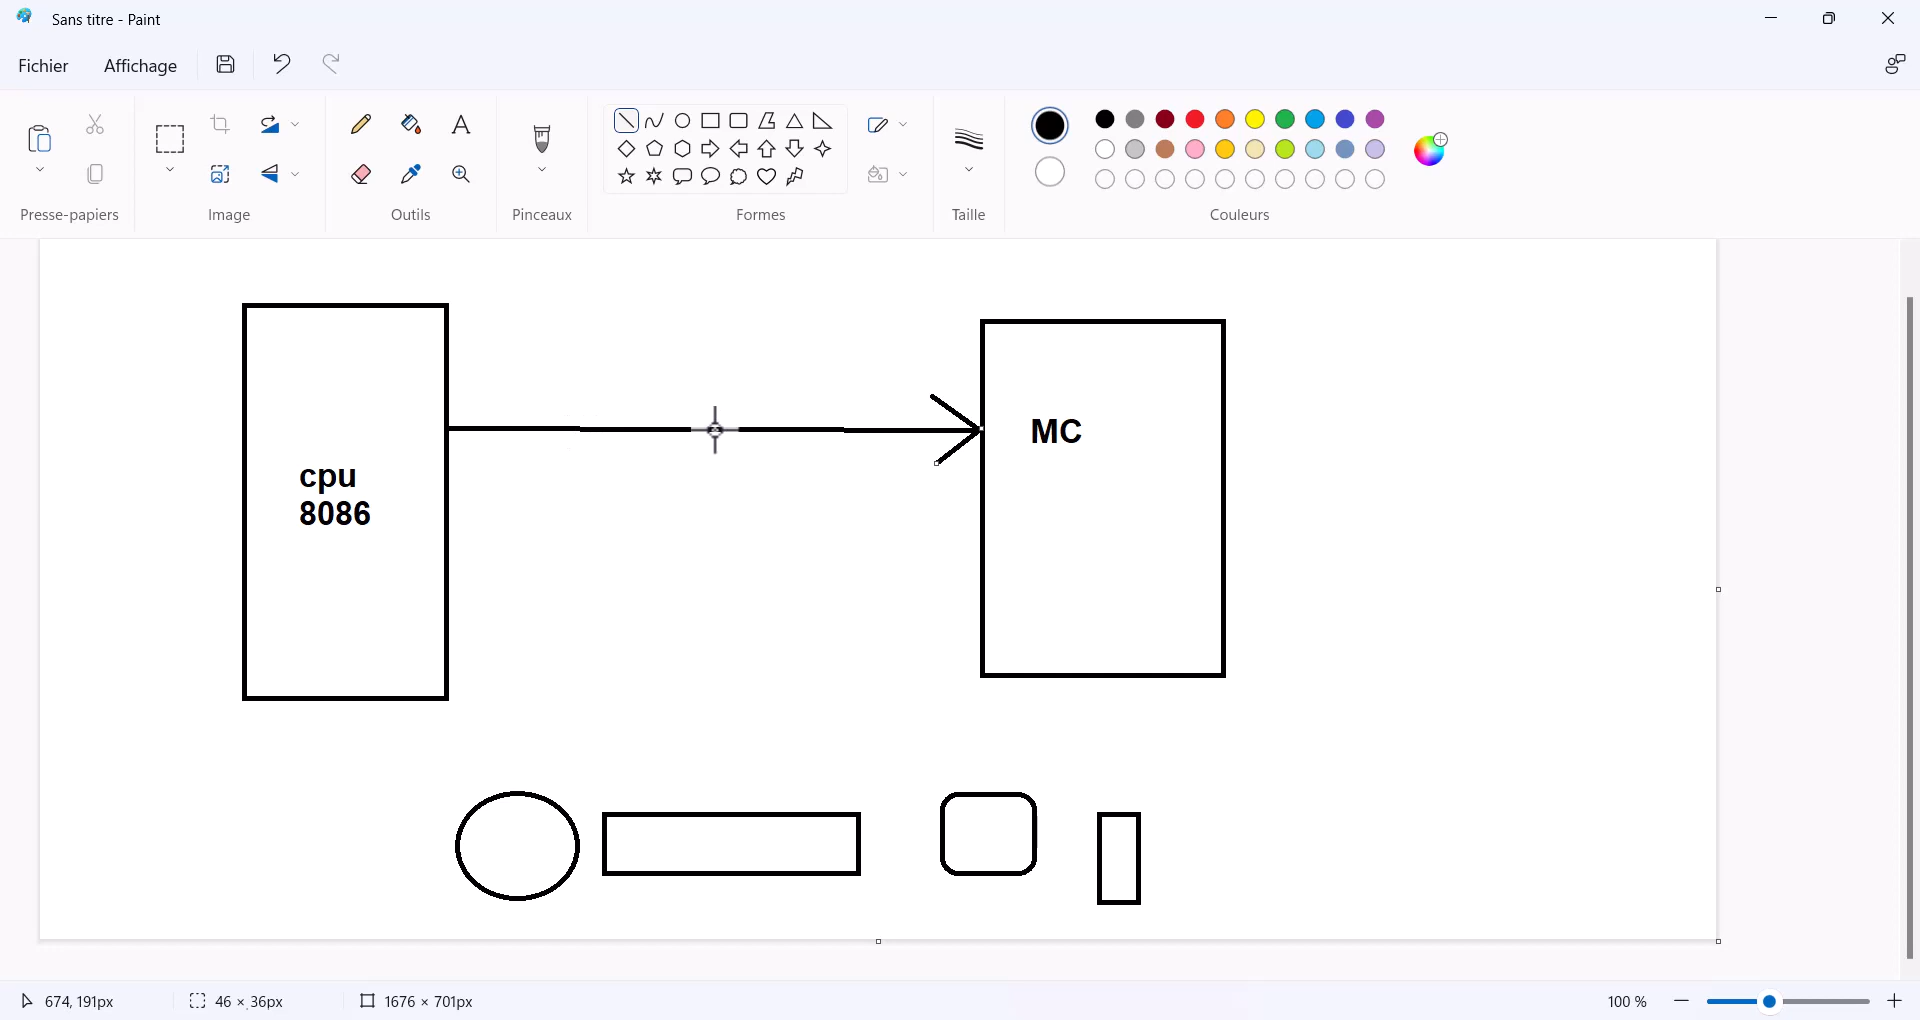 Sans titre - Paint
Fichier
Affichage
Presse-papiers
Image
Outils
Pinceaux
Formes
Taille
Couleurs
cpu
8086
MC
674, 191px
46 × 36px
1676 × 701px
100 %